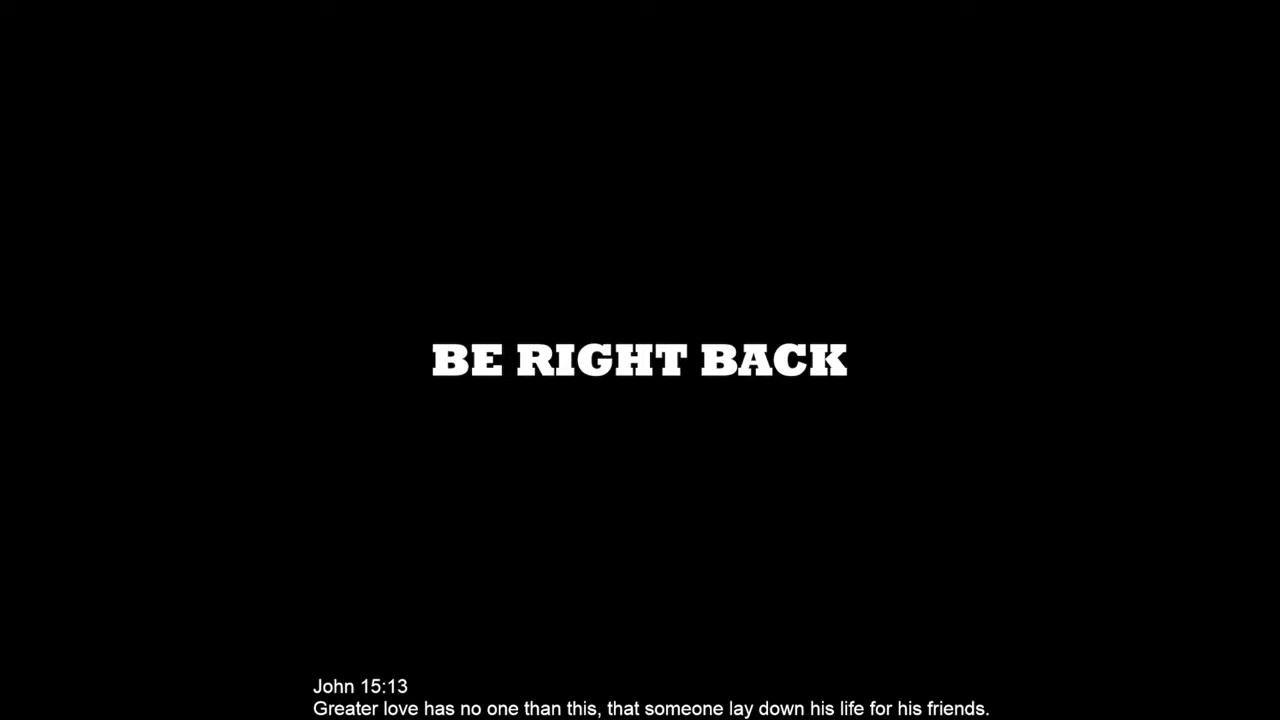 BE RIGHT BACK
John 15:13
Greater love has no one than this, that someone lay down his life for his friends.